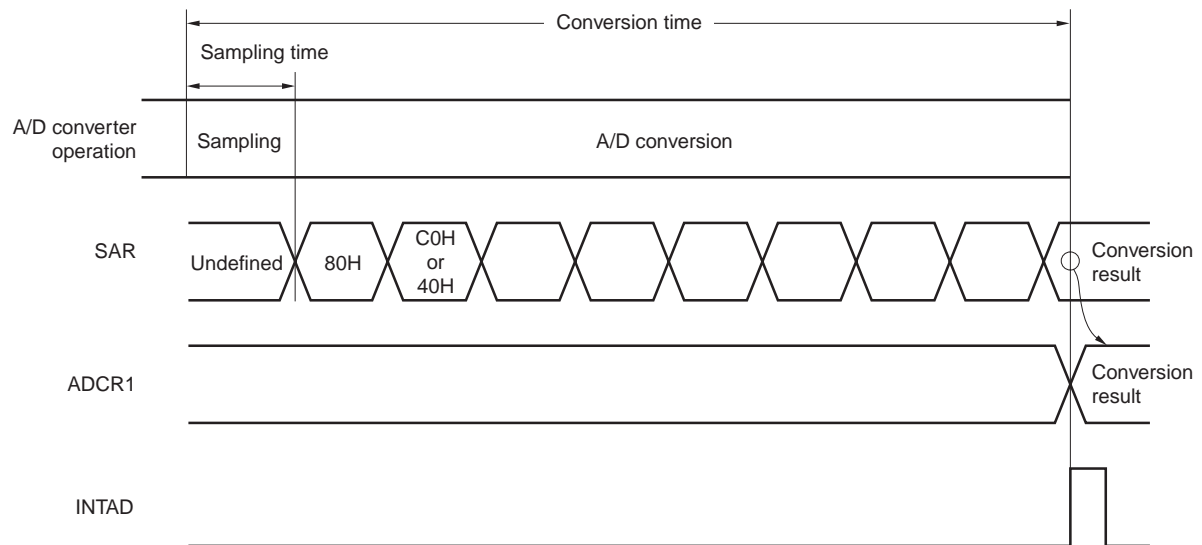 Conversion time
Sampling time
A/D converter
operation
Sampling
A/D conversion
SAR
Undefined
80H
C0H
or
40H
Conversion
result
ADCR1
Conversion
result
INTAD